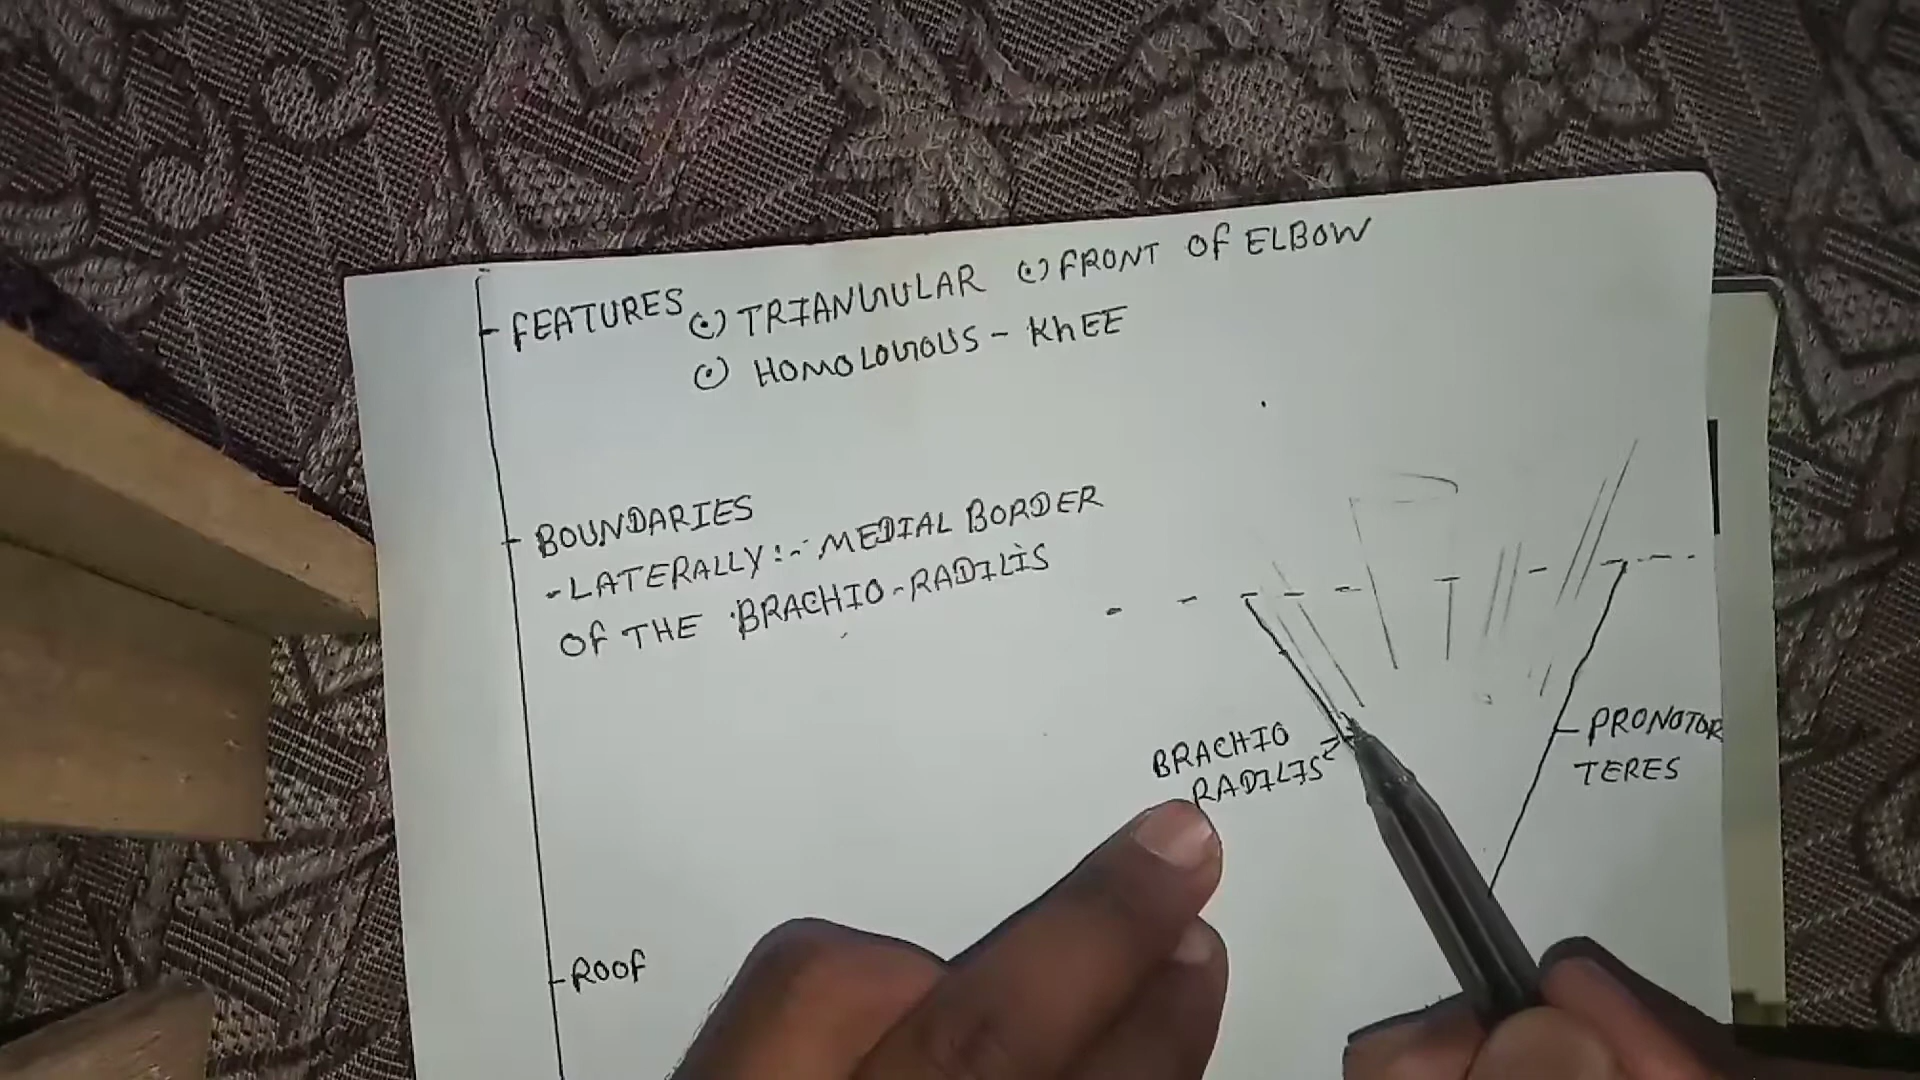 FEATURES
TRIANGULAR FRONT OF ELBOW
HOMOLOGOUS - KhEE
BOUNDARIES
- LATERALLY:- MEDIAL BORDER
OF THE BRACHIO-RADILIS
BRACHIO
RADILIS
PRONOTOR
TERES
ROOF